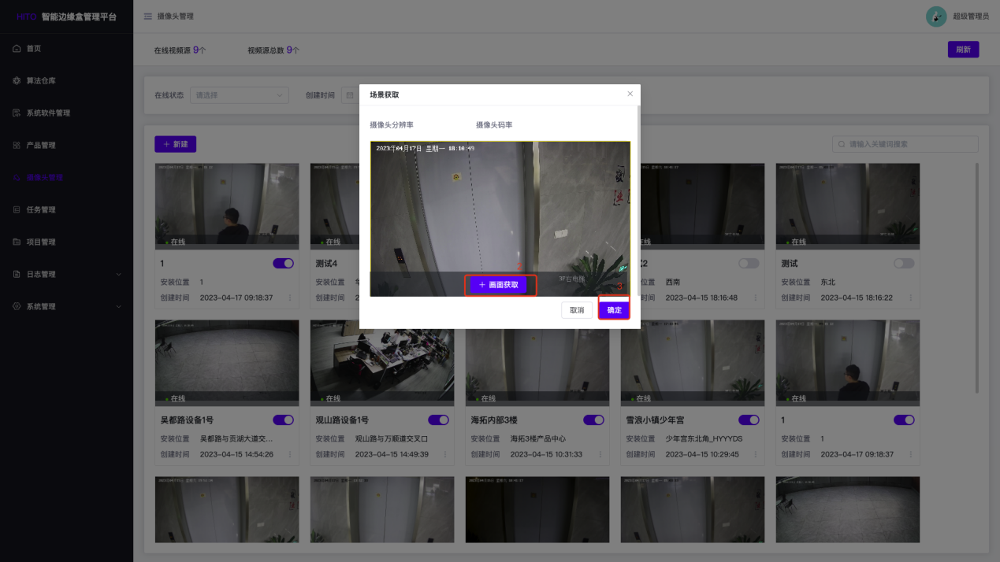 HITO 智能边缘盒管理平台
摄像头管理
超级管理员
首页
算法仓库
系统软件管理
产品管理
摄像头管理
任务管理
项目管理
日志管理
系统管理
在线视频源 9个
视频源总数 9个
刷新
在线状态
请选择
创建时间
+ 新建
请输入关键词搜索
场景获取
摄像头分辨率
摄像头码率
2023年04月17日 星期一 18:16:49
2
+ 画面获取
3F右电梯
3
取消
确定
在线
在线
在线
1
测试4
测试
安装位置 1
安装位置
西南
安装位置 东北
创建时间 2023-04-17 09:18:37
创建时间
2023-04-15 18:16:48
创建时间 2023-04-15 18:16:22
在线
在线
在线
在线
在线
吴都路设备1号
观山路设备1号
海拓内部3楼
雪浪小镇少年宫
1
安装位置 吴都路与贡湖大道交...
安装位置 观山路与万顺道交叉口
安装位置 海拓3楼产品中心
安装位置 少年宫东北角_HYYYDS
安装位置 1
创建时间 2023-04-15 14:54:26
创建时间 2023-04-15 14:49:39
创建时间 2023-04-15 10:31:33
创建时间 2023-04-15 10:29:45
创建时间 2023-04-17 09:18:37